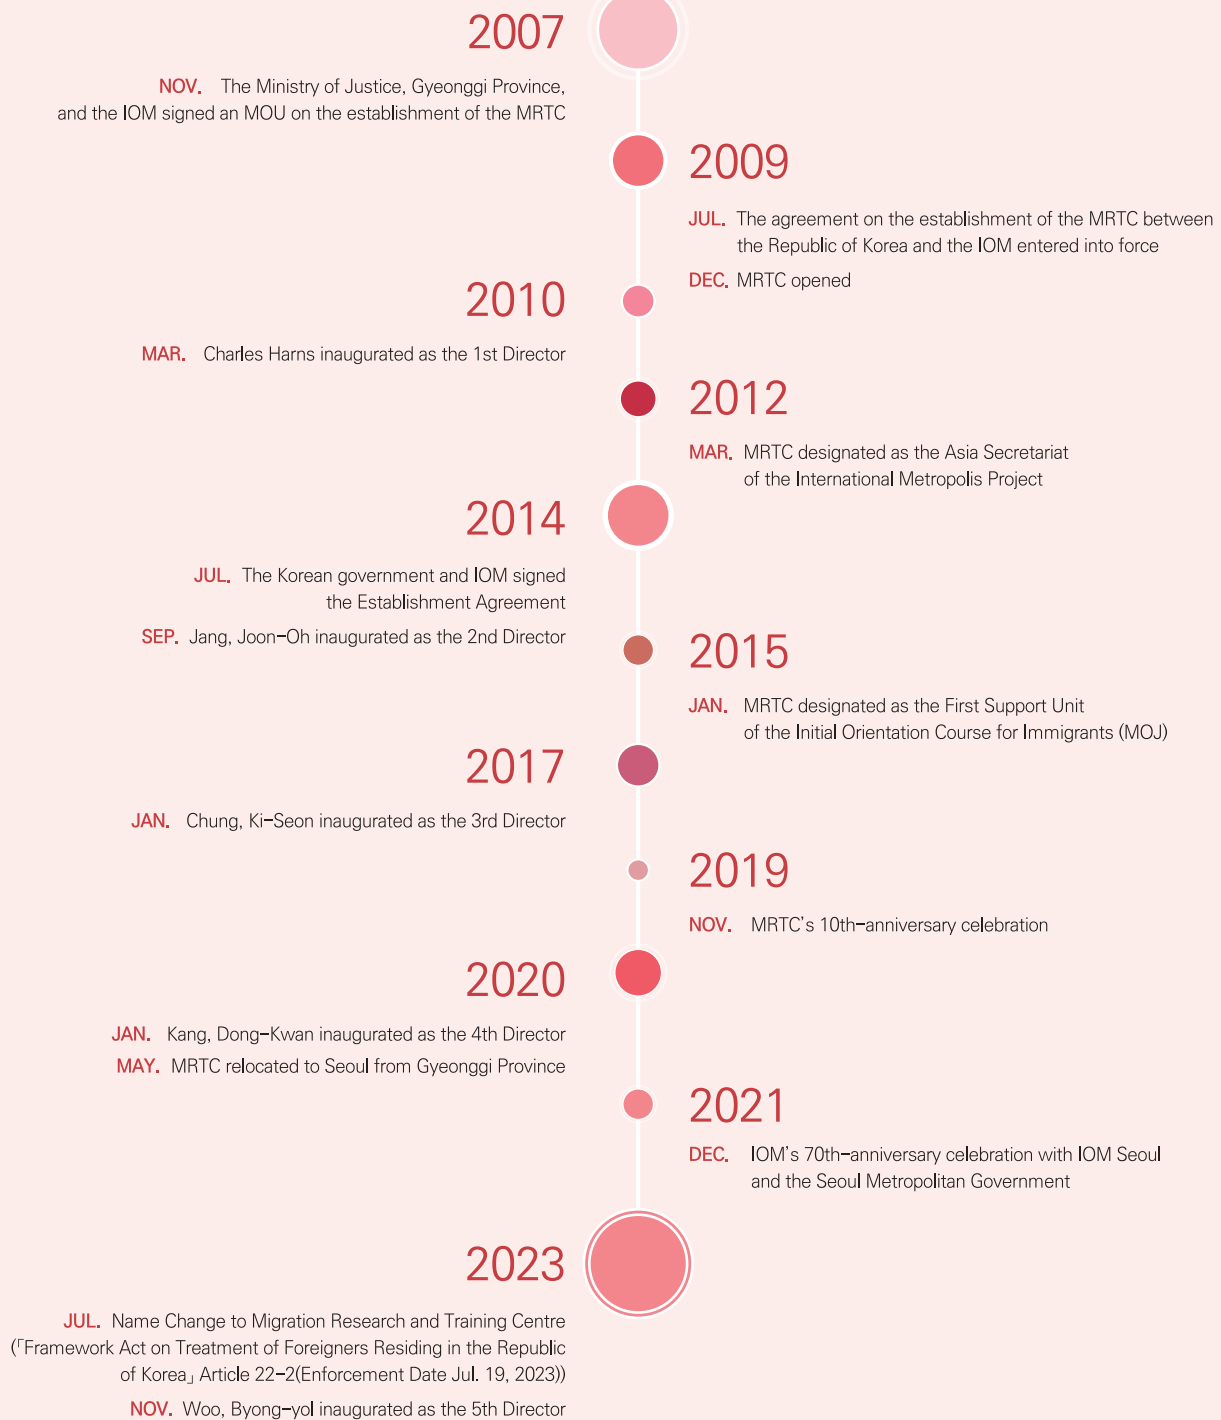 2007
NOV. The Ministry of Justice, Gyeonggi Province,
and the IOM signed an MOU on the establishment of the MRTC
2009
JUL. The agreement on the establishment of the MRTC between
the Republic of Korea and the IOM entered into force
DEC. MRTC opened
2010
MAR. Charles Harns inaugurated as the 1st Director
2012
MAR. MRTC designated as the Asia Secretariat
of the International Metropolis Project
2014
JUL. The Korean government and IOM signed
the Establishment Agreement
SEP. Jang, Joon-Oh inaugurated as the 2nd Director
2015
JAN. MRTC designated as the First Support Unit
of the Initial Orientation Course for Immigrants (MOJ)
2017
JAN. Chung, Ki-Seon inaugurated as the 3rd Director
2019
NOV. MRTC's 10th-anniversary celebration
2020
JAN. Kang, Dong-Kwan inaugurated as the 4th Director
MAY. MRTC relocated to Seoul from Gyeonggi Province
2021
DEC. IOM's 70th-anniversary celebration with IOM Seoul
and the Seoul Metropolitan Government
2023
JUL. Name Change to Migration Research and Training Centre
(「Framework Act on Treatment of Foreigners Residing in the Republic
of Korea」 Article 22-2(Enforcement Date Jul. 19, 2023))
NOV. Woo, Byong-yol inaugurated as the 5th Director